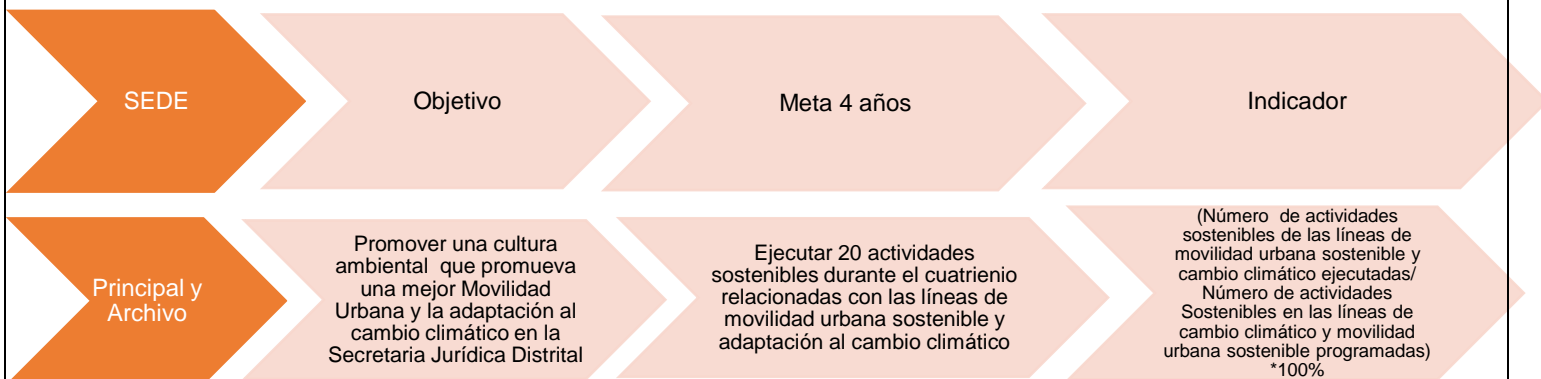 SEDE
Objetivo
Meta 4 años
Indicador
Principal y
Archivo
Promover una cultura
ambiental que promueva
una mejor Movilidad
Urbana y la adaptación al
cambio climático en la
Secretaria Jurídica Distrital
Ejecutar 20 actividades
sostenibles durante el cuatrienio
relacionadas con las líneas de
movilidad urbana sostenible y
adaptación al cambio climático
(Número de actividades
sostenibles de las líneas de
movilidad urbana sostenible y
cambio climático ejecutadas/
Número de actividades
Sostenibles en las líneas de
cambio climático y movilidad
urbana sostenible programadas)
*100%